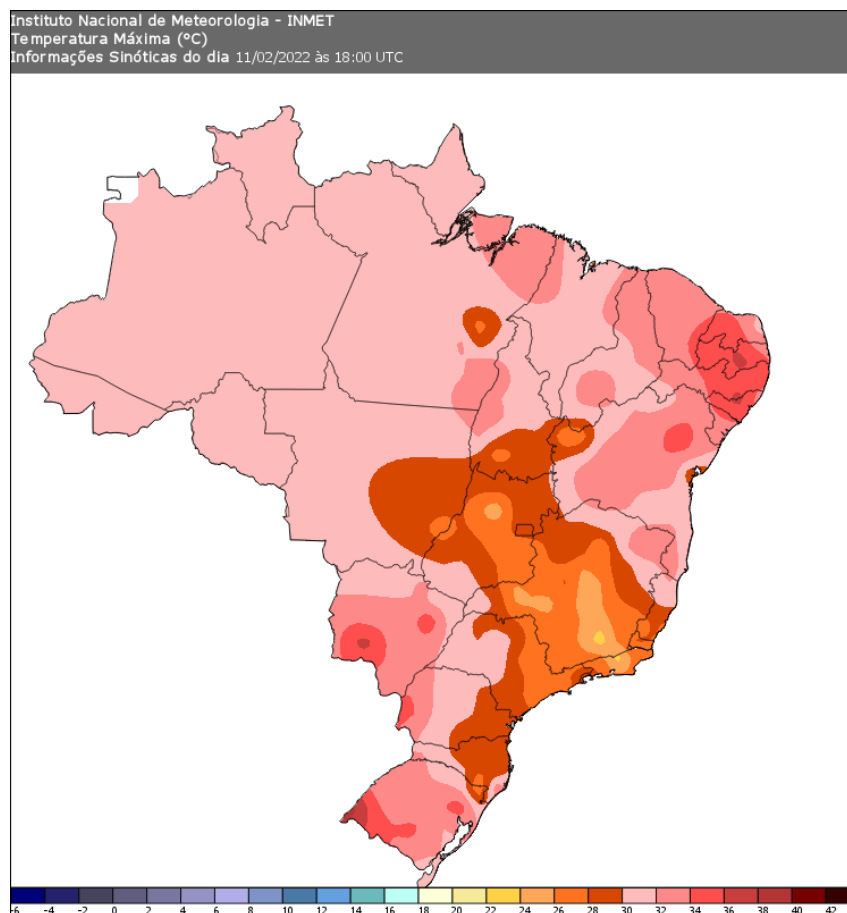 Instituto Nacional de Meteorologia - INMET
Temperatura Máxima (ºC)
Informações Sinóticas do dia 11/02/2022 às 18:00 UTC
-6 -4 -2 0 2 4 6 8 10 12 14 16 18 20 22 24 26 28 30 32 34 36 38 40 42